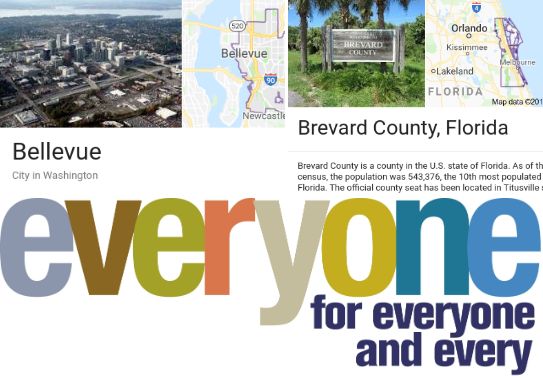 520
Bellevue
90
Newcastle
BREVARD
COUNTY
4
Orlando
Kissimmee
Melbourne
Lakeland
FLORIDA
Map data ©201
Bellevue
City in Washington
Brevard County, Florida
Brevard County is a county in the U.S. state of Florida. As of th
census, the population was 543,376, the 10th most populated
Florida. The official county seat has been located in Titusville s
everyone
for everyone
and every